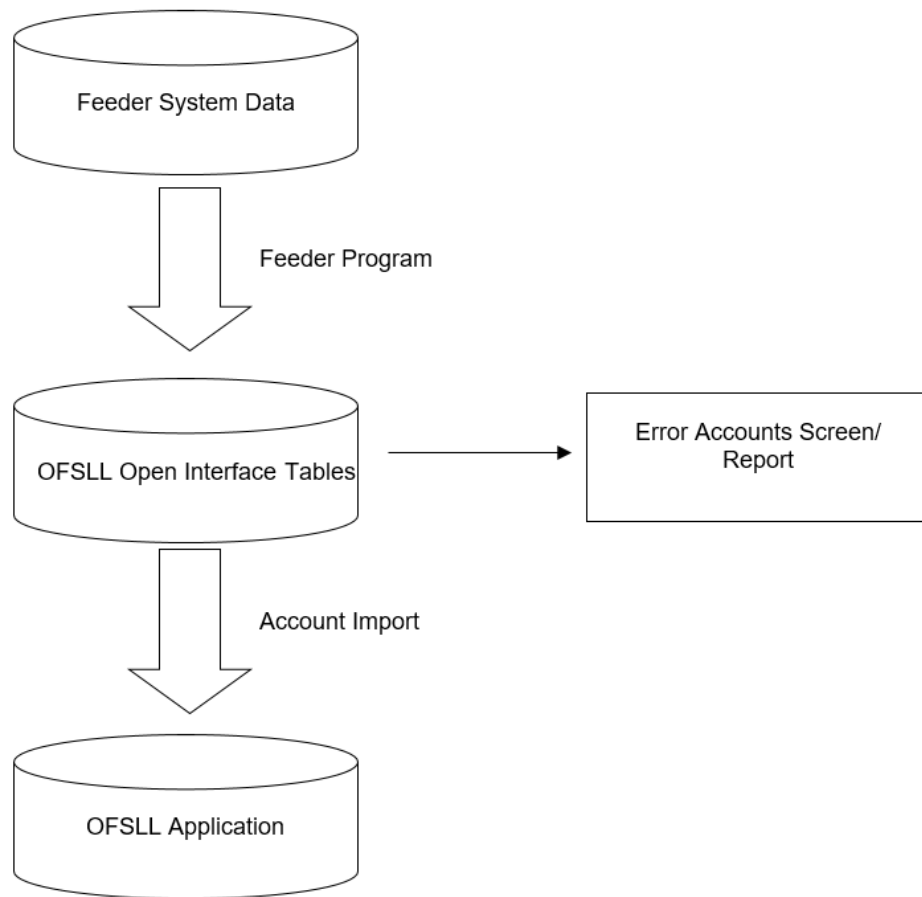 Feeder System Data
Feeder Program
OFSLL Open Interface Tables
Error Accounts Screen/
Report
Account Import
OFSLL Application